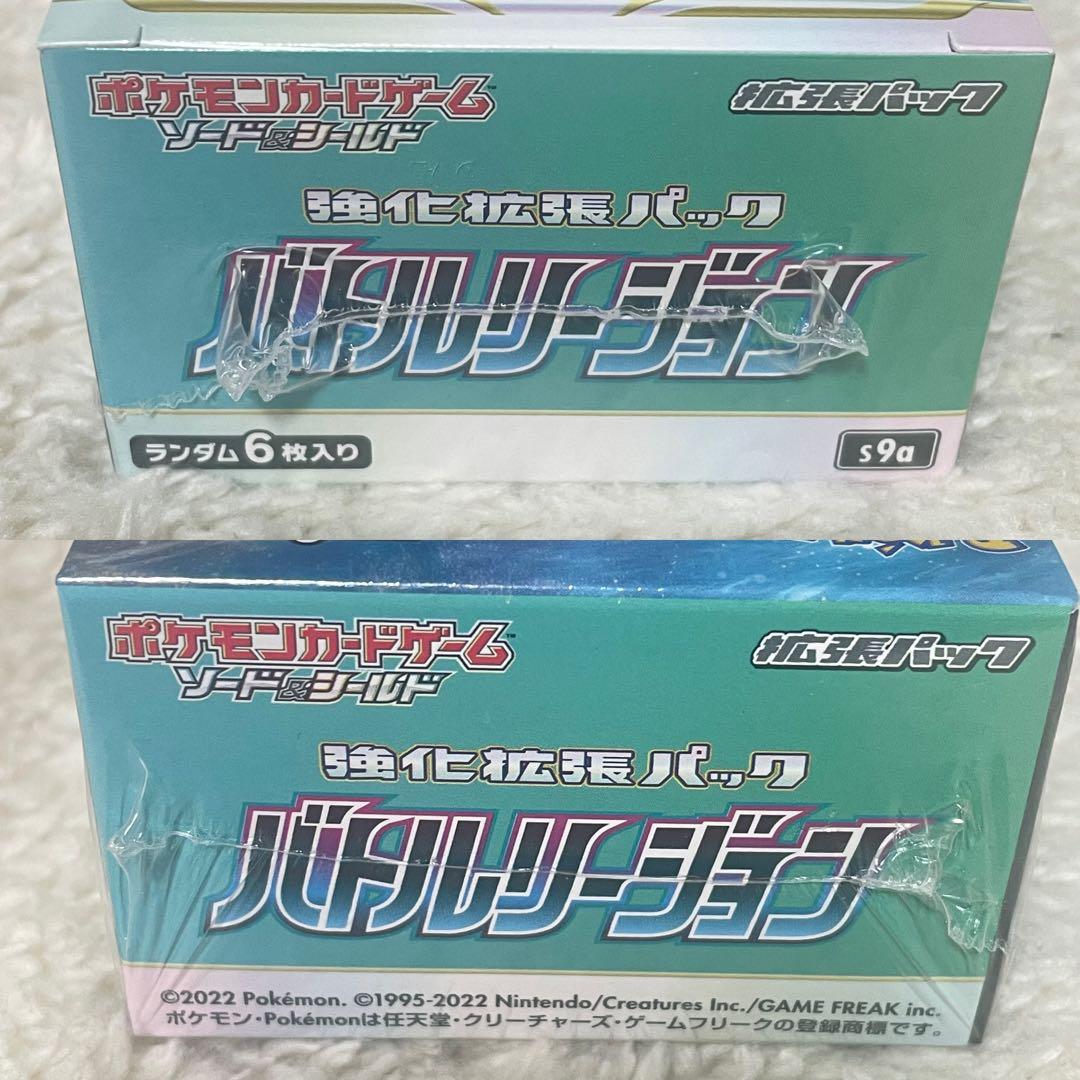 ポケモンカードゲーム™
ソード&シールド
拡張パック
強化拡張パック
バトルリージョン
ランダム6枚入り
s9a
ポケモンカードゲーム™
ソード&シールド
拡張パック
強化拡張パック
バトルリージョン
©2022 Pokémon. ©1995-2022 Nintendo/Creatures Inc./GAME FREAK inc.
ポケモン・Pokémonは任天堂・クリーチャーズ・ゲームフリークの登録商標です。